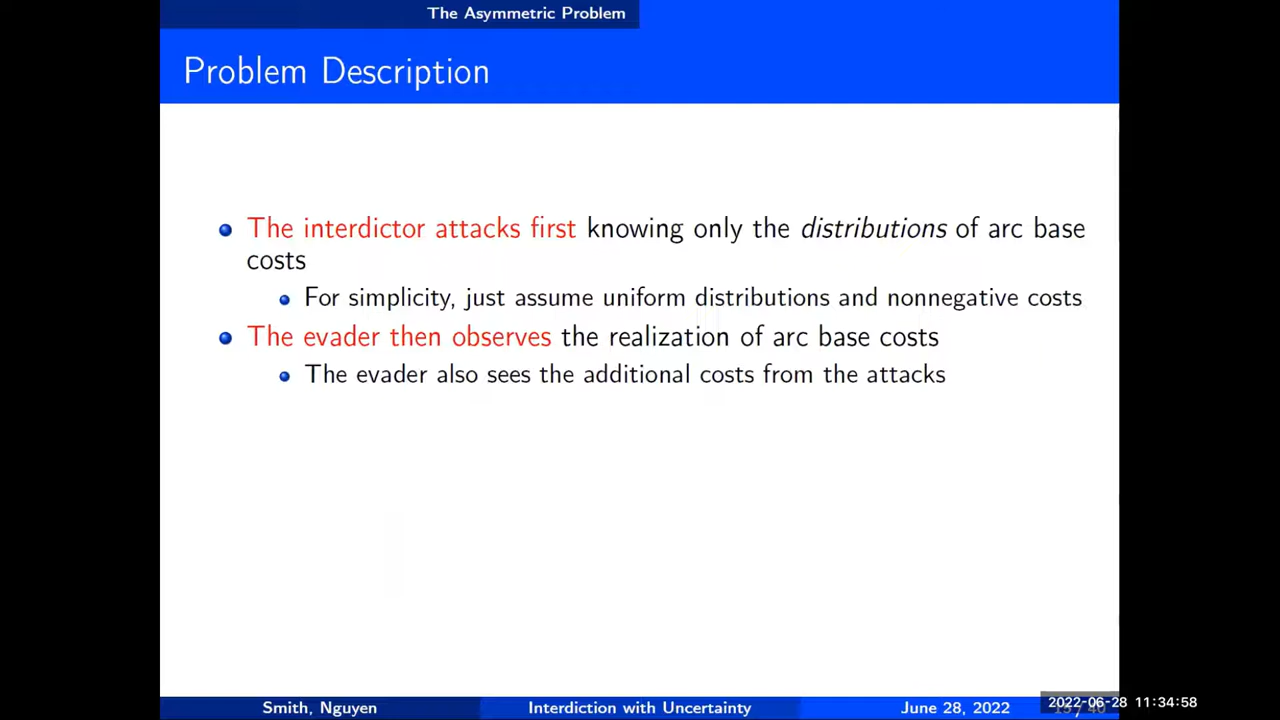 The Asymmetric Problem
Problem Description
The interdictor attacks first knowing only the distributions of arc base
costs
For simplicity, just assume uniform distributions and nonnegative costs
The evader then observes the realization of arc base costs
The evader also sees the additional costs from the attacks
Smith, Nguyen
Interdiction with Uncertainty
June 28, 2022
2022-06-28 11:34:58